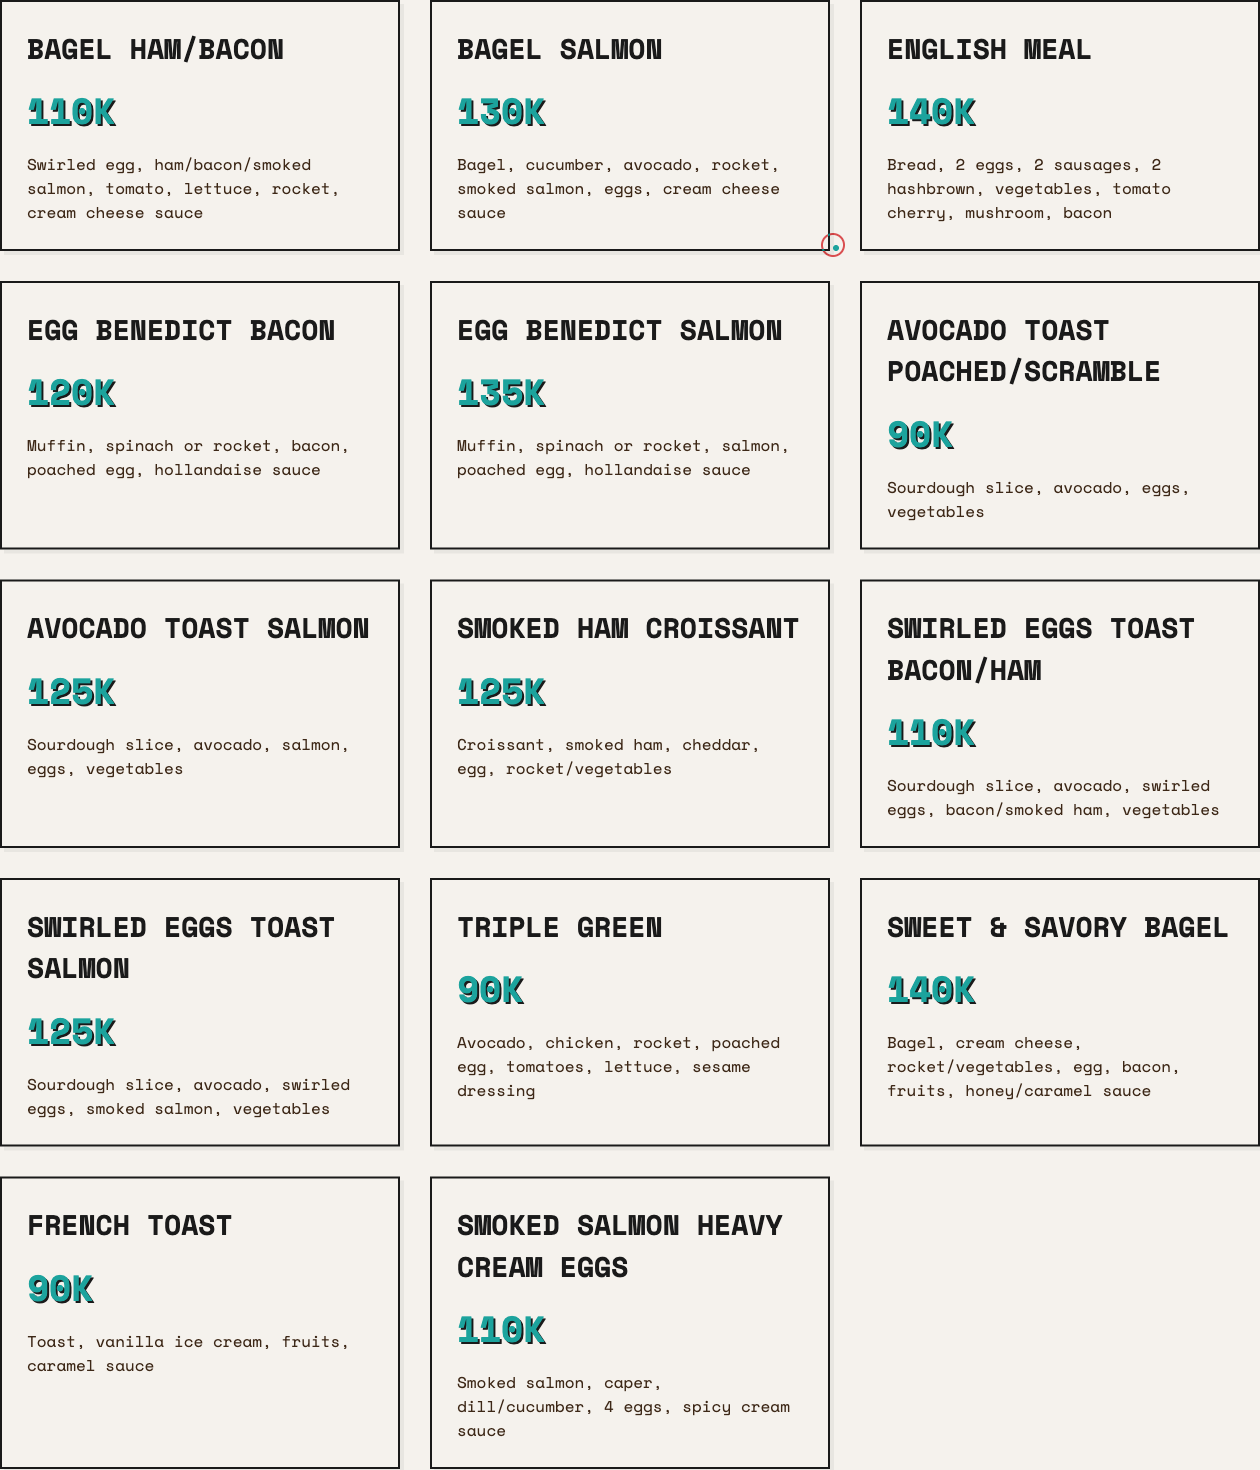 BAGEL HAM/BACON
110K
Swirled egg, ham/bacon/smoked
salmon, tomato, lettuce, rocket,
cream cheese sauce
BAGEL SALMON
130K
Bagel, cucumber, avocado, rocket,
smoked salmon, eggs, cream cheese
sauce
ENGLISH MEAL
140K
Bread, 2 eggs, 2 sausages, 2
hashbrown, vegetables, tomato
cherry, mushroom, bacon
EGG BENEDICT BACON
120K
Muffin, spinach or rocket, bacon,
poached egg, hollandaise sauce
EGG BENEDICT SALMON
135K
Muffin, spinach or rocket, salmon,
poached egg, hollandaise sauce
AVOCADO TOAST
POACHED/SCRAMBLE
90K
Sourdough slice, avocado, eggs,
vegetables
AVOCADO TOAST SALMON
125K
Sourdough slice, avocado, salmon,
eggs, vegetables
SMOKED HAM CROISSANT
125K
Croissant, smoked ham, cheddar,
egg, rocket/vegetables
SWIRLED EGGS TOAST
BACON/HAM
110K
Sourdough slice, avocado, swirled
eggs, bacon/smoked ham, vegetables
SWIRLED EGGS TOAST
SALMON
125K
Sourdough slice, avocado, swirled
eggs, smoked salmon, vegetables
TRIPLE GREEN
90K
Avocado, chicken, rocket, poached
egg, tomatoes, lettuce, sesame
dressing
SWEET & SAVORY BAGEL
140K
Bagel, cream cheese,
rocket/vegetables, egg, bacon,
fruits, honey/caramel sauce
FRENCH TOAST
90K
Toast, vanilla ice cream, fruits,
caramel sauce
SMOKED SALMON HEAVY
CREAM EGGS
110K
Smoked salmon, caper,
dill/cucumber, 4 eggs, spicy cream
sauce